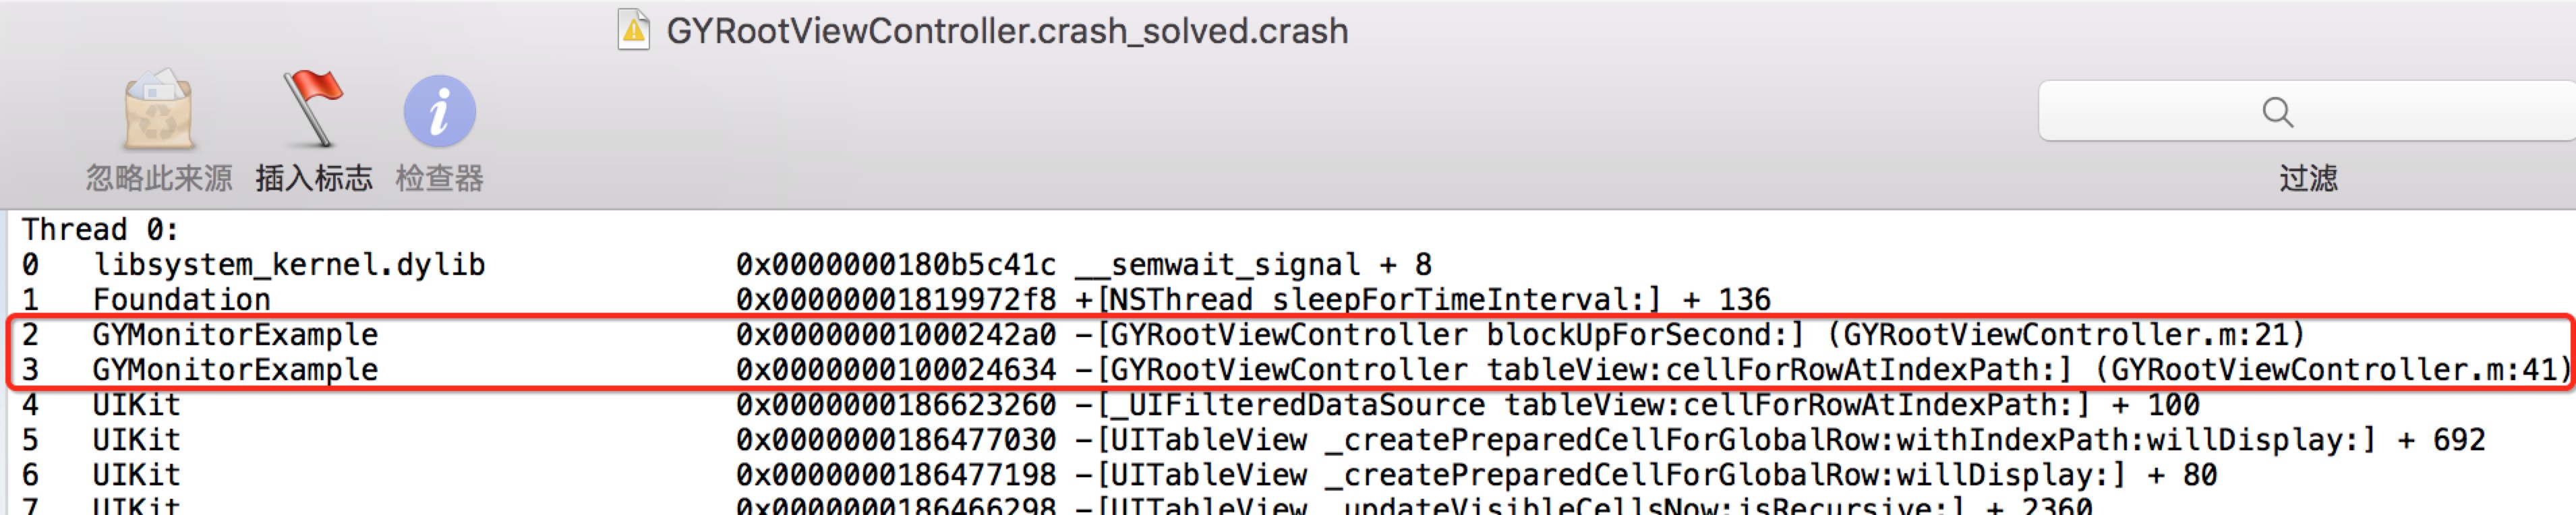 GYRootViewController.crash_solved.crash
忽略此来源 插入标志 检查器
过滤
Thread 0:
0 libsystem_kernel.dylib 0x0000000180b5c41c __semwait_signal + 8
1 Foundation 0x00000001819972f8 +[NSThread sleepForTimeInterval:] + 136
2 GYMonitorExample 0x00000001000242a0 -[GYRootViewController blockUpForSecond:] (GYRootViewController.m:21)
3 GYMonitorExample 0x0000000100024634 -[GYRootViewController tableView:cellForRowAtIndexPath:] (GYRootViewController.m:41)
4 UIKit 0x0000000186623260 -[_UIFilteredDataSource tableView:cellForRowAtIndexPath:] + 100
5 UIKit 0x0000000186477030 -[UITableView _createPreparedCellForGlobalRow:withIndexPath:willDisplay:] + 692
6 UIKit 0x0000000186477198 -[UITableView _createPreparedCellForGlobalRow:willDisplay:] + 80
7 UIKit 0x0000000186466298 -[UITableView _updateVisibleCellsNow:isRecursive:] + 2360